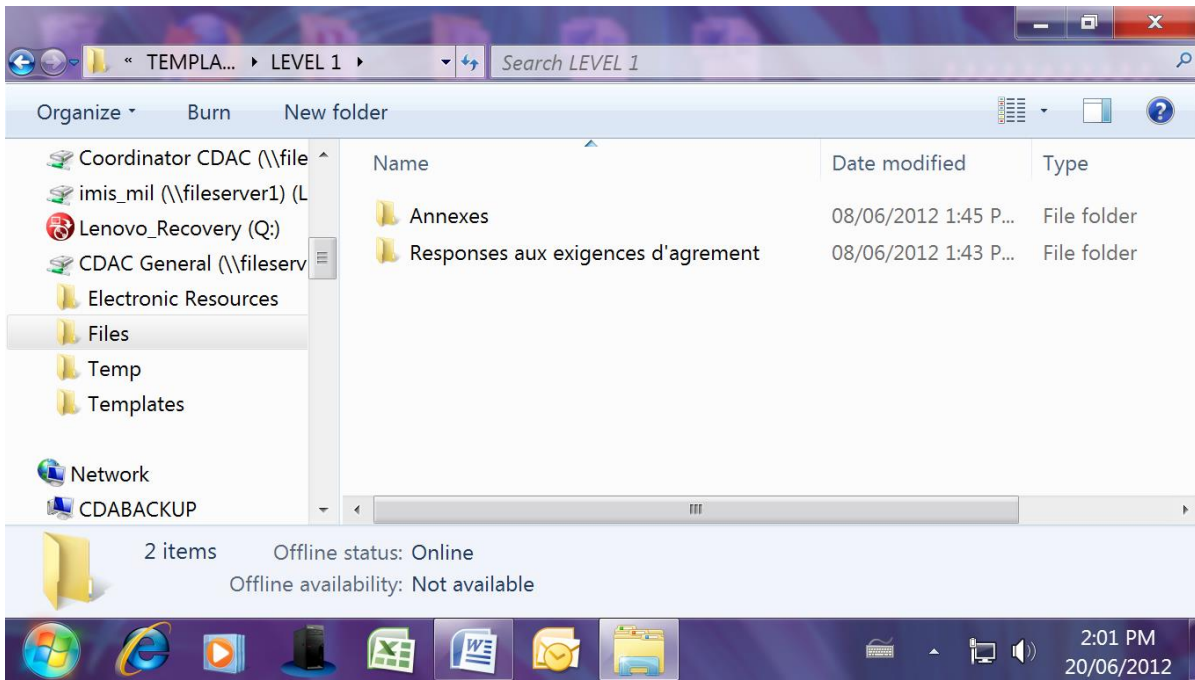 « TEMPLA... ▸ LEVEL 1 ▸ Search LEVEL 1
Organize Burn New folder
Name Date modified Type
Coordinator CDAC (\\file
imis_mil (\\fileserver1) (L
Lenovo_Recovery (Q:)
CDAC General (\\fileserv
Electronic Resources
Files
Temp
Templates
Network
CDABACKUP
Annexes 08/06/2012 1:45 P... File folder
Responses aux exigences d'agrement 08/06/2012 1:43 P... File folder
2 items Offline status: Online
Offline availability: Not available
2:01 PM
20/06/2012